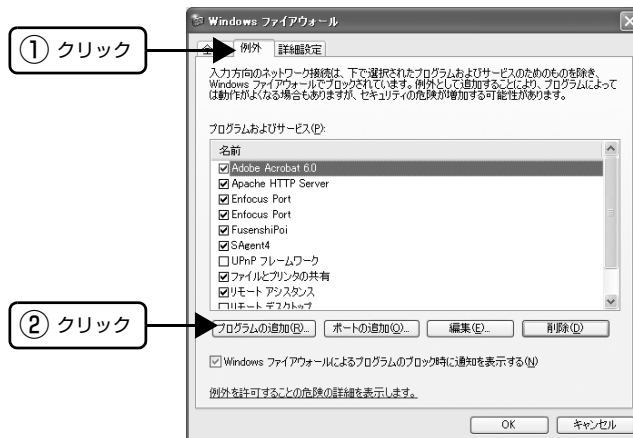 Windows ファイアウォール
① クリック
全
例外
詳細設定
入力方向のネットワーク接続は、下で選択されたプログラムおよびサービスのためのものを除き、
Windows ファイアウォールでブロックされています。例外として追加することにより、プログラムによって
は動作がよくなる場合もありますが、セキュリティの危険が増加する可能性があります。
プログラムおよびサービス(P):
名前
Adobe Acrobat 6.0
Apache HTTP Server
Enfocus Port
Enfocus Port
FusenshiPoi
SAgent4
UPnP フレームワーク
ファイルとプリンタの共有
リモート アシスタンス
リモート デスクトップ
② クリック
プログラムの追加(R)...
ポートの追加(O)...
編集(E)...
削除(D)
Windows ファイアウォールによるプログラムのブロック時に通知を表示する(N)
例外を許可することの危険の詳細を表示します。
OK
キャンセル